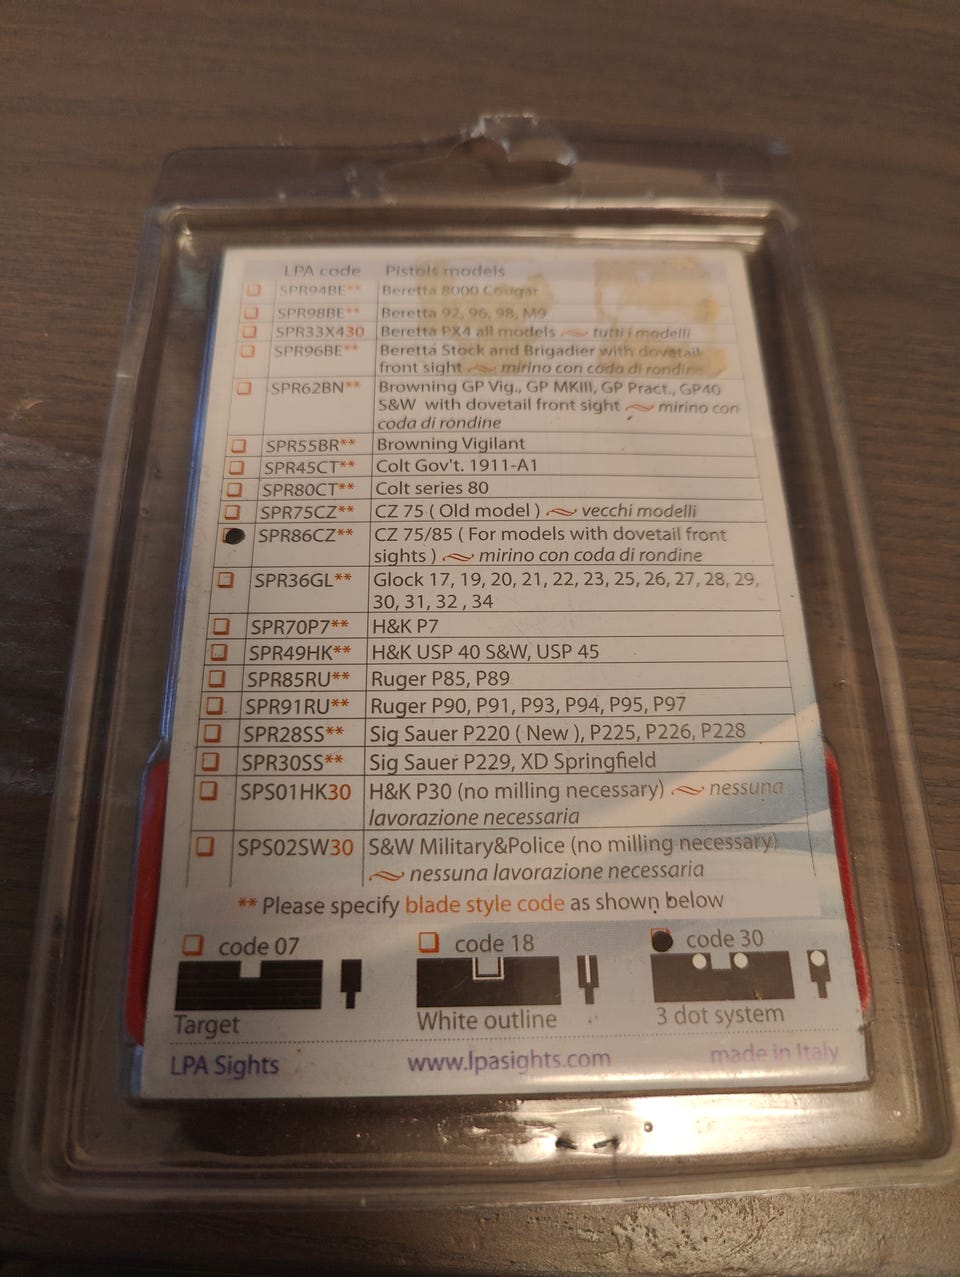 LPA code Pistols models
SPR94BE** Beretta 8000 Cougar
SPR98BE** Beretta 92, 96, 98, M9
SPR33X430 Beretta PX4 all models tutti i modelli
SPR96BE** Beretta Stock and Brigadier with dovetail
front sight mirino con coda di rondine
SPR62BN** Browning GP Vig., GP MKIII, GP Pract., GP40
S&W with dovetail front sight mirino con
coda di rondine
SPR55BR** Browning Vigilant
SPR45CT** Colt Gov't. 1911-A1
SPR80CT** Colt series 80
SPR75CZ** CZ 75 ( Old model ) vecchi modelli
SPR86CZ** CZ 75/85 ( For models with dovetail front
sights ) mirino con coda di rondine
SPR36GL** Glock 17, 19, 20, 21, 22, 23, 25, 26, 27, 28, 29,
30, 31, 32 , 34
SPR70P7** H&K P7
SPR49HK** H&K USP 40 S&W, USP 45
SPR85RU** Ruger P85, P89
SPR91RU** Ruger P90, P91, P93, P94, P95, P97
SPR28SS** Sig Sauer P220 ( New ), P225, P226, P228
SPR30SS** Sig Sauer P229, XD Springfield
SPS01HK30 H&K P30 (no milling necessary) nessuna
lavorazione necessaria
SPS02SW30 S&W Military&Police (no milling necessary)
nessuna lavorazione necessaria
** Please specify blade style code as shown below
code 07 code 18 code 30
Target White outline 3 dot system
LPA Sights www.lpasights.com made in Italy